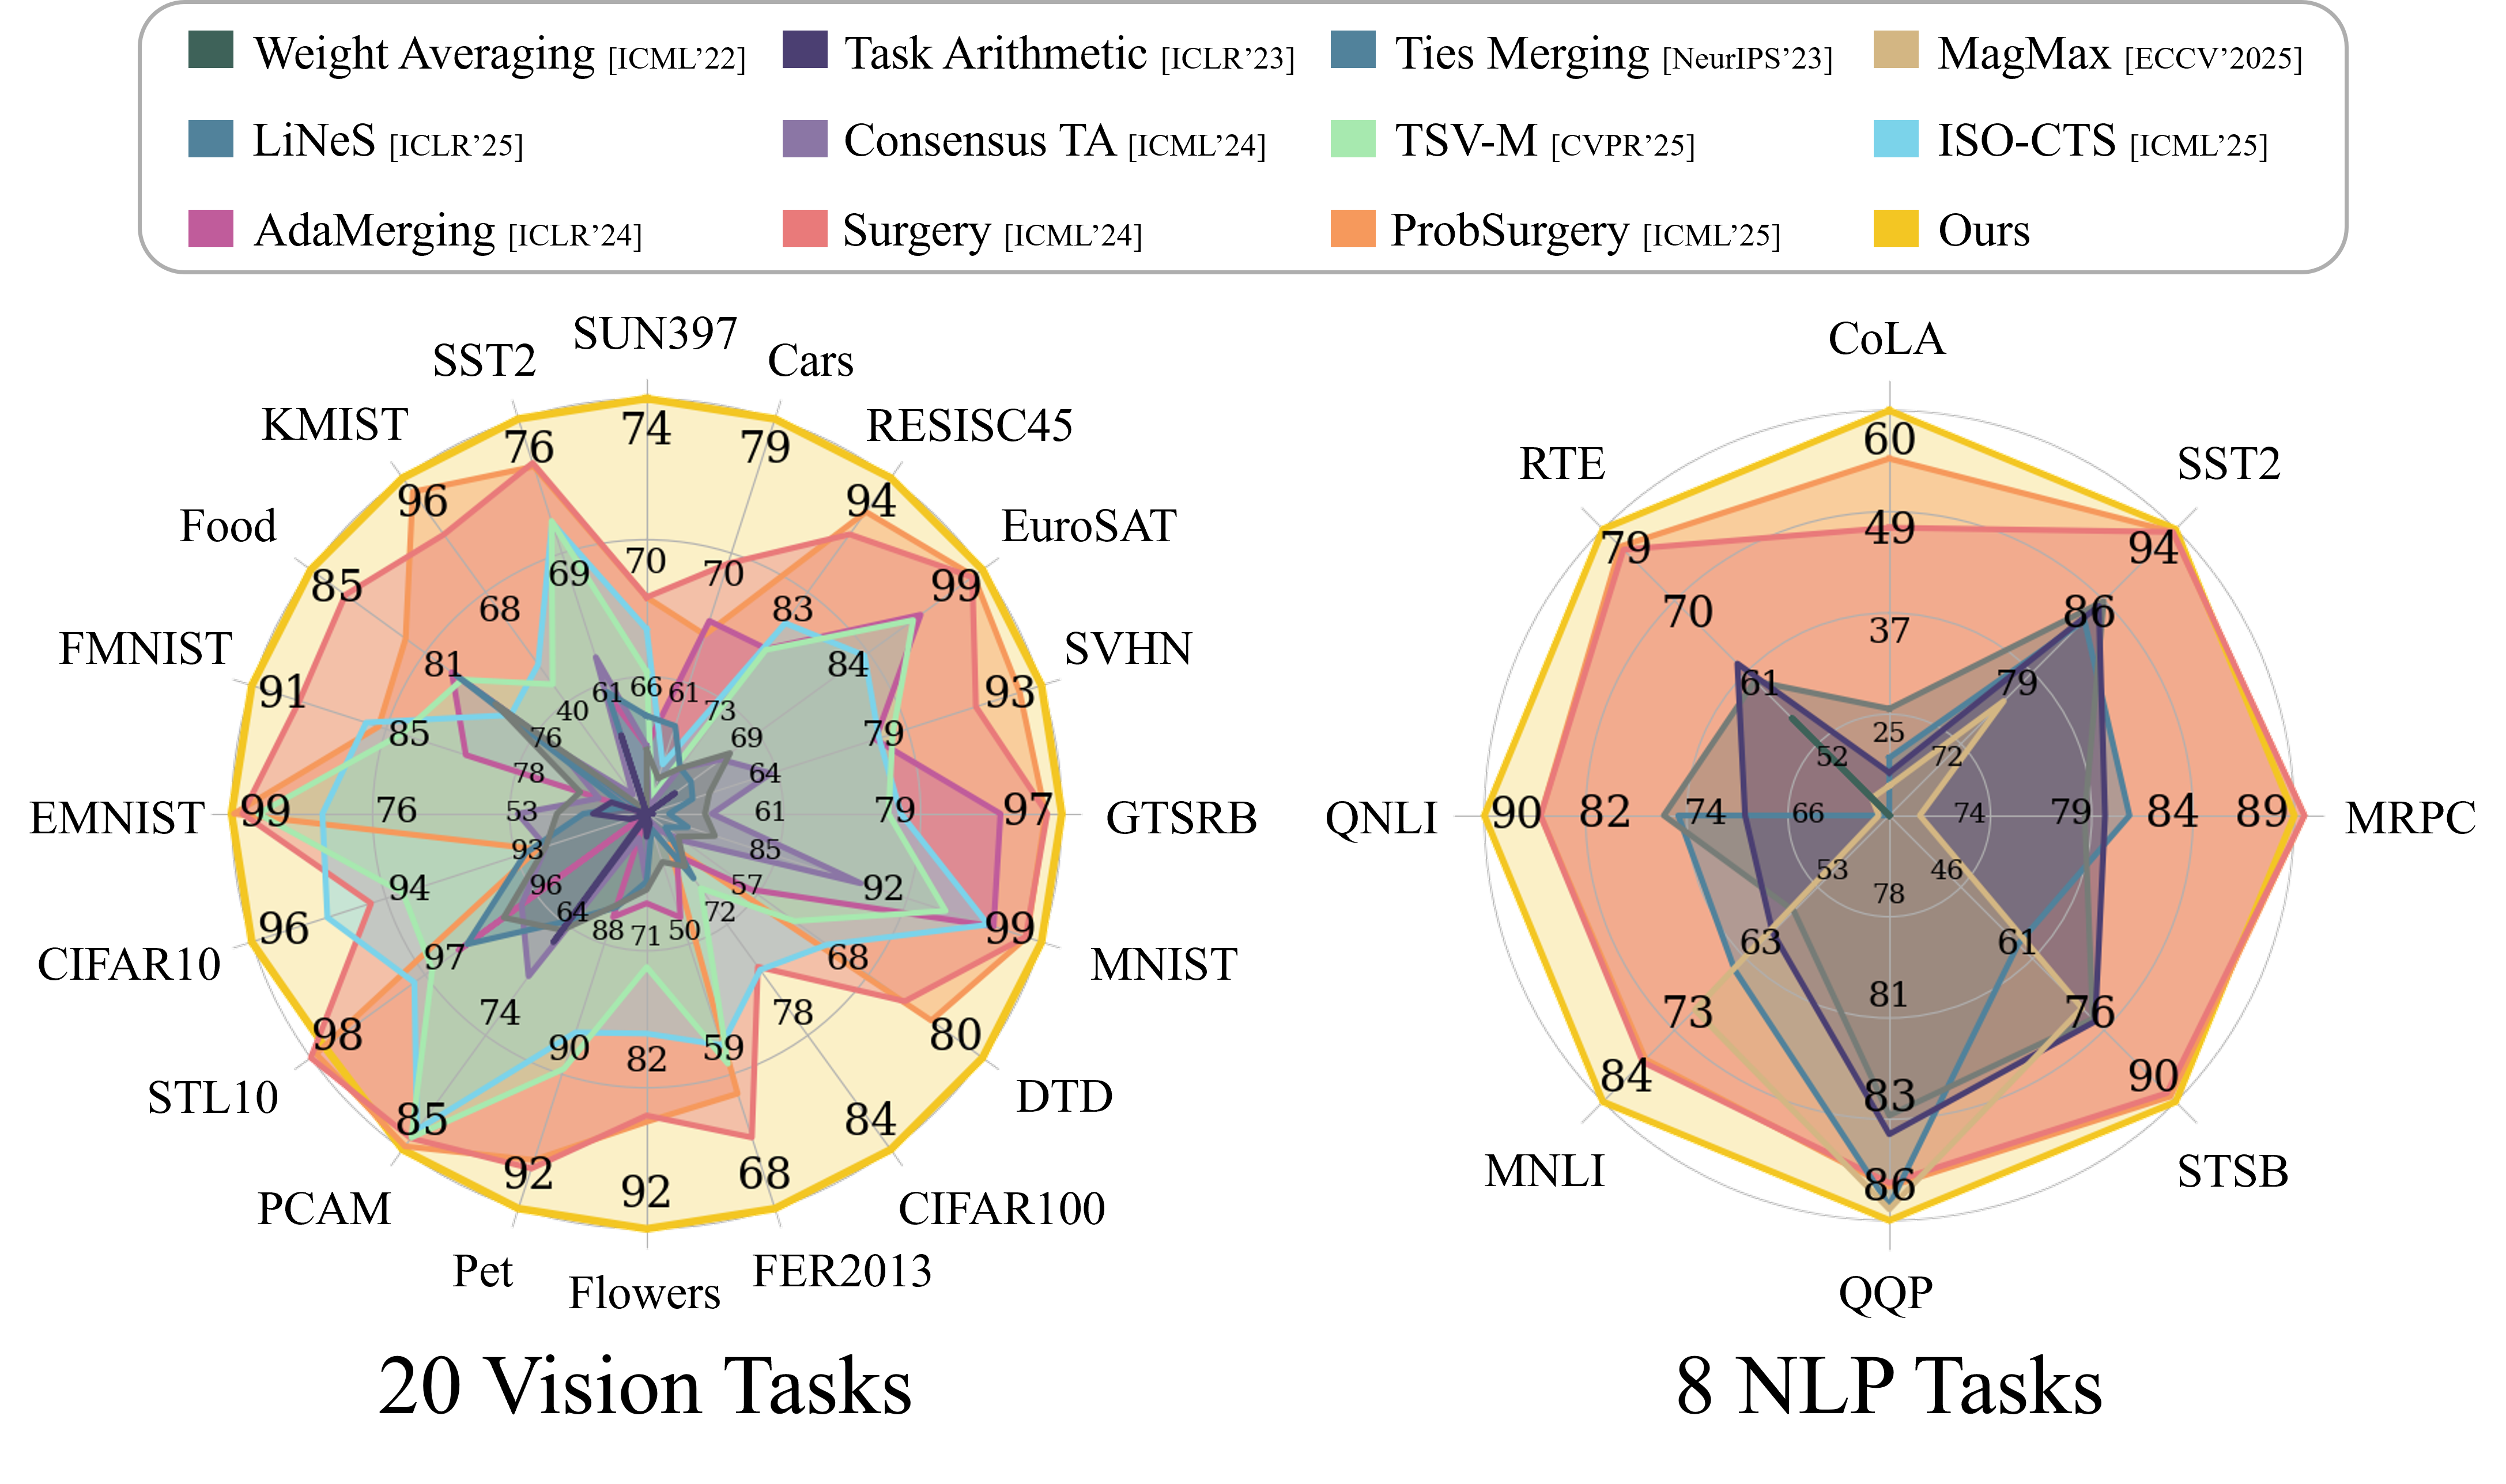 Weight Averaging [ICML’22] Task Arithmetic [ICLR’23] Ties Merging [NeurIPS’23] MagMax [ECCV’2025]
LiNeS [ICLR’25] Consensus TA [ICML’24] TSV-M [CVPR’25] ISO-CTS [ICML’25]
AdaMerging [ICLR’24] Surgery [ICML’24] ProbSurgery [ICML’25] Ours
SUN397
74
70
66
Cars
79
70
61
RESISC45
94
83
73
EuroSAT
99
84
69
SVHN
93
79
64
GTSRB
97
79
61
MNIST
99
92
85
DTD
80
68
57
CIFAR100
84
78
72
FER2013
68
59
50
Flowers
92
82
71
Pet
92
90
88
PCAM
85
74
64
STL10
98
97
96
CIFAR10
96
94
93
EMNIST
99
76
53
FMNIST
91
85
78
Food
85
81
76
KMIST
96
68
40
SST2
76
69
61
20 Vision Tasks
CoLA
60
49
37
25
SST2
94
86
79
72
MRPC
89
84
79
74
STSB
90
76
61
46
QQP
86
83
81
78
MNLI
84
73
63
53
QNLI
90
82
74
66
RTE
79
70
61
52
8 NLP Tasks